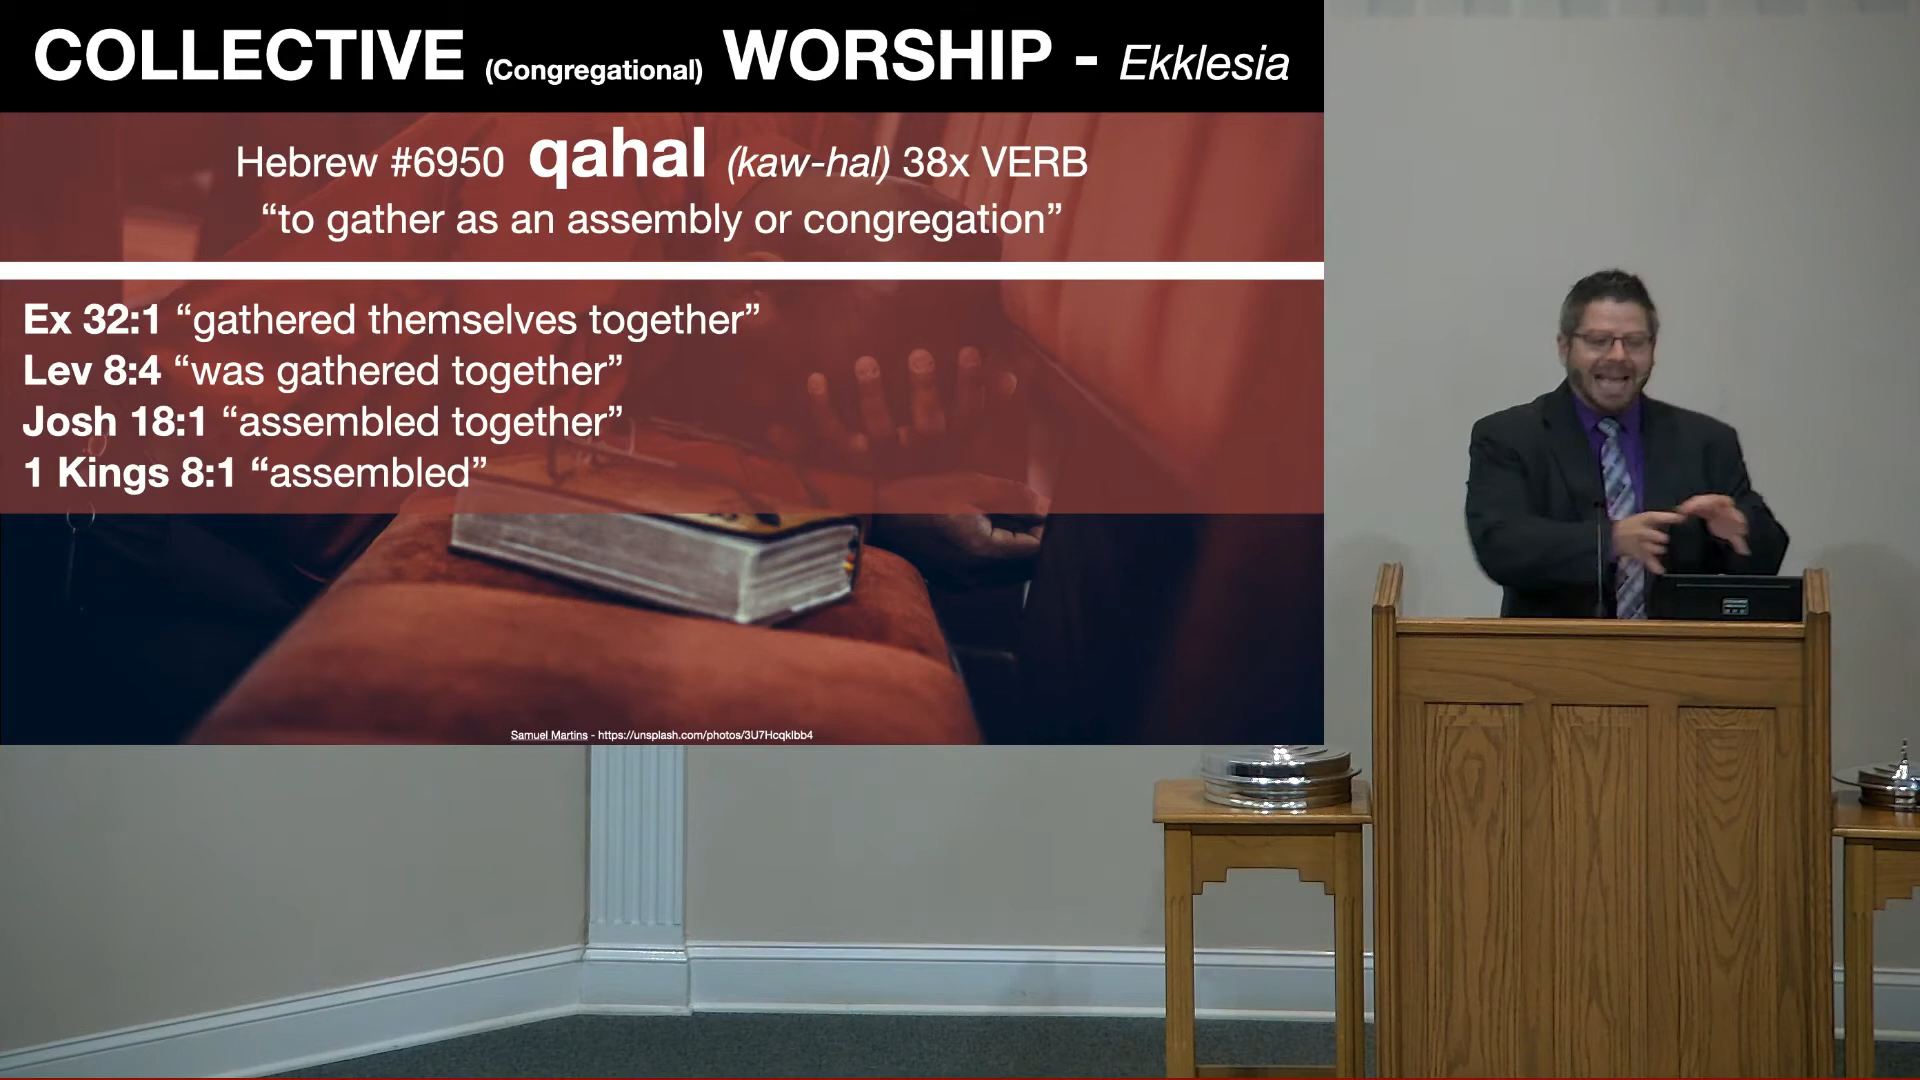 COLLECTIVE (Congregational) WORSHIP - Ekklesia
Hebrew #6950 qahal (kaw-hal) 38x VERB
“to gather as an assembly or congregation”
Ex 32:1 “gathered themselves together”
Lev 8:4 “was gathered together”
Josh 18:1 “assembled together”
1 Kings 8:1 “assembled”
Samuel Martins - https://unsplash.com/photos/3U7HcqkIbb4